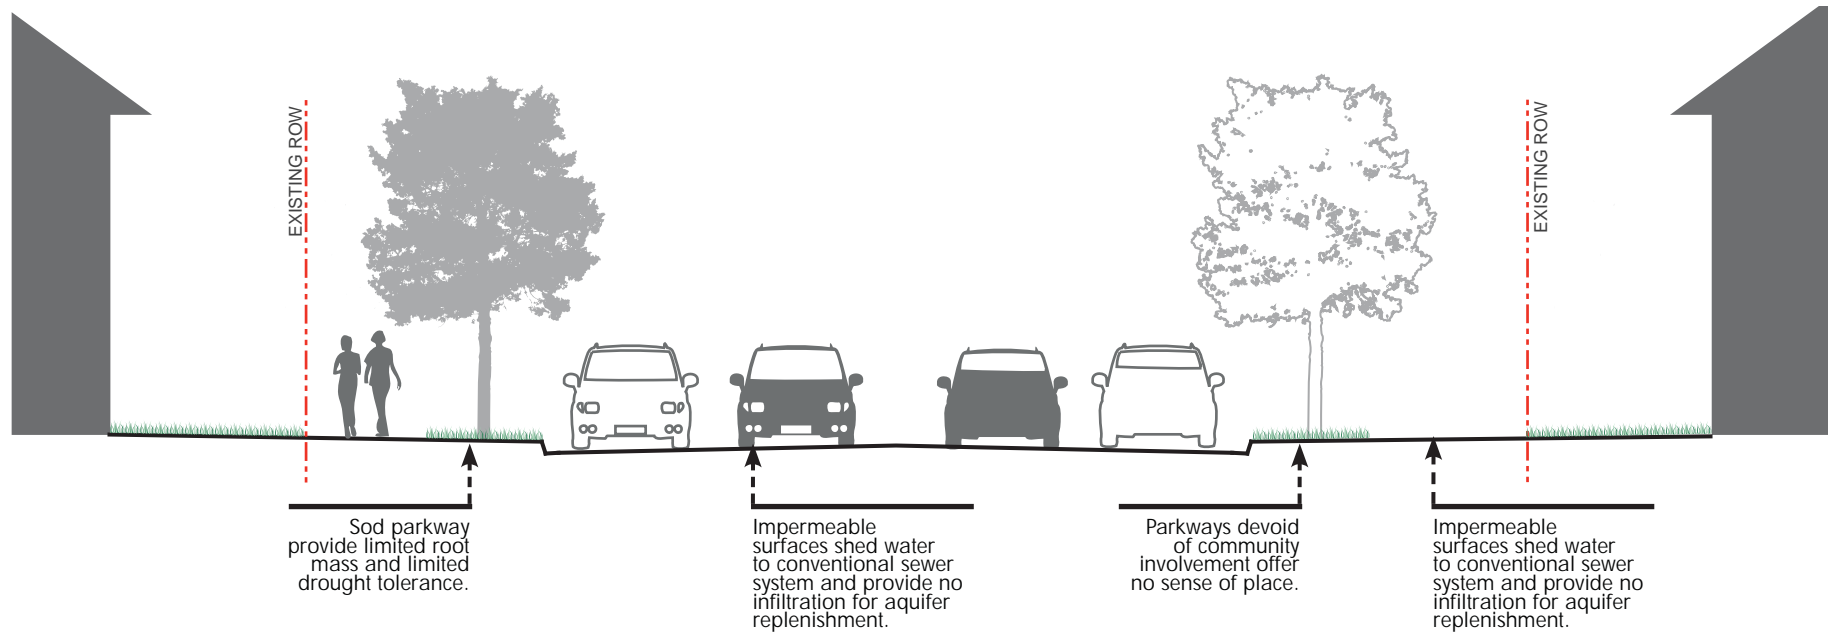 EXISTING ROW
EXISTING ROW
Sod parkway
provide limited root
mass and limited
drought tolerance.
Impermeable
surfaces shed water
to conventional sewer
system and provide no
infiltration for aquifer
replenishment.
Parkways devoid
of community
involvement offer
no sense of place.
Impermeable
surfaces shed water
to conventional sewer
system and provide no
infiltration for aquifer
replenishment.